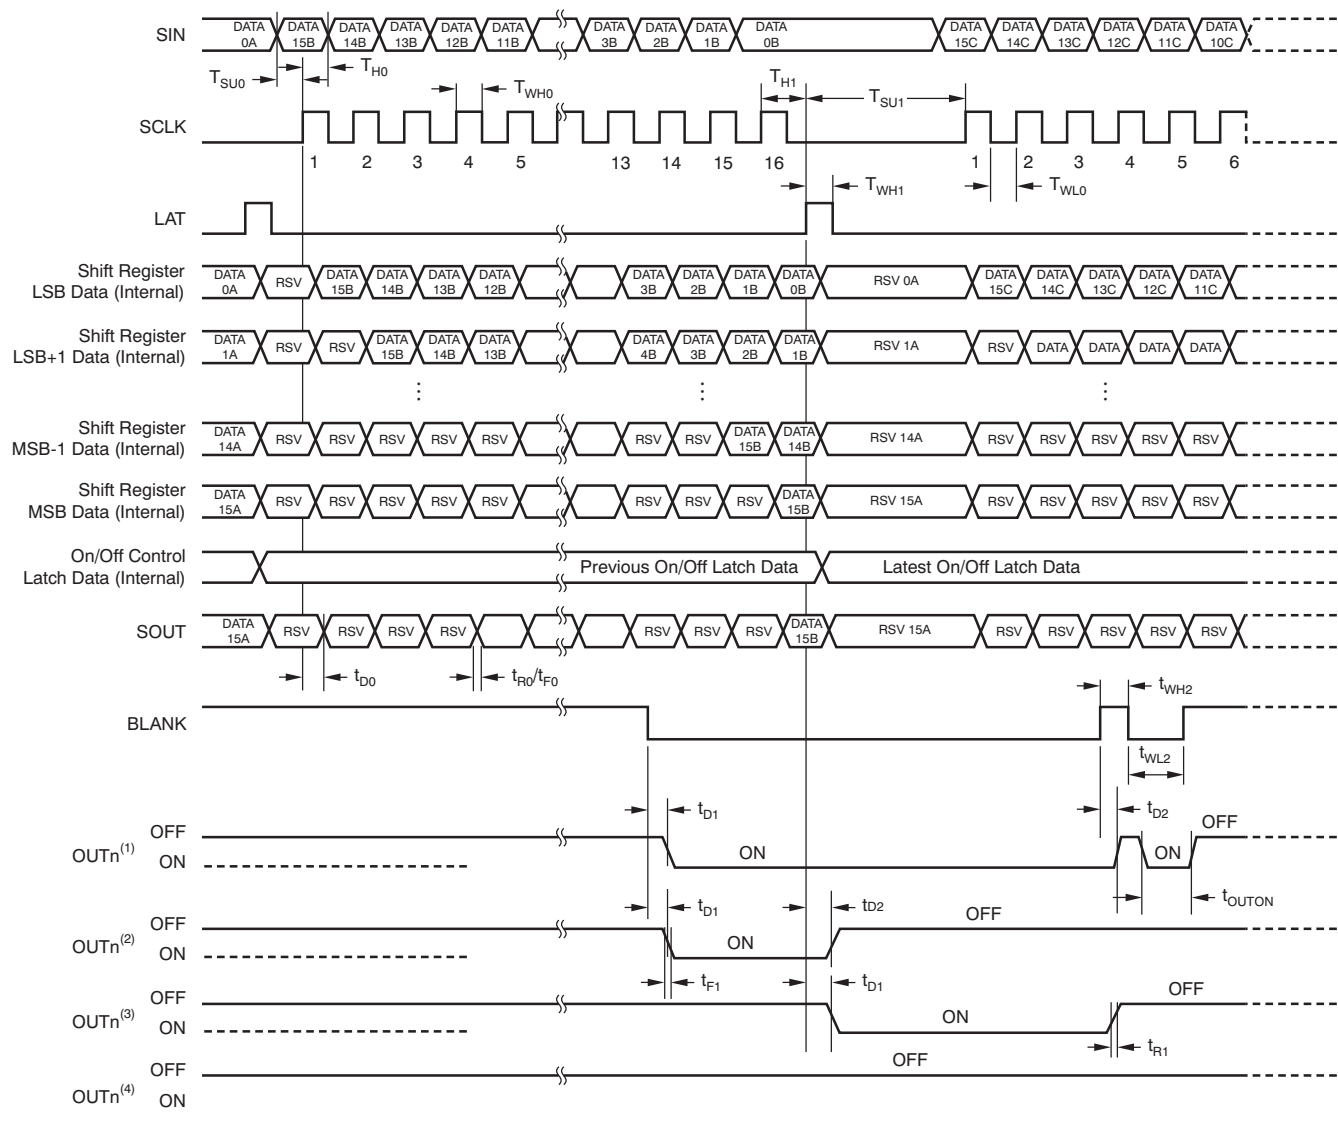 SIN
DATA 0A DATA 15B DATA 14B DATA 13B DATA 12B DATA 11B DATA 3B DATA 2B DATA 1B DATA 0B DATA 15C DATA 14C DATA 13C DATA 12C DATA 11C DATA 10C
TSU0 TH0 TWH0 TH1 TSU1
SCLK
1 2 3 4 5 13 14 15 16 1 2 3 4 5 6
TWH1 TWL0
LAT
Shift Register
LSB Data (Internal)
DATA 0A RSV DATA 15B DATA 14B DATA 13B DATA 12B DATA 3B DATA 2B DATA 1B DATA 0B RSV 0A DATA 15C DATA 14C DATA 13C DATA 12C DATA 11C
Shift Register
LSB+1 Data (Internal)
DATA 1A RSV RSV DATA 15B DATA 14B DATA 13B DATA 4B DATA 3B DATA 2B DATA 1B RSV 1A RSV DATA DATA DATA DATA
Shift Register
MSB-1 Data (Internal)
DATA 14A RSV RSV RSV RSV RSV RSV RSV DATA 15B DATA 14B RSV 14A RSV RSV RSV RSV RSV
Shift Register
MSB Data (Internal)
DATA 15A RSV RSV RSV RSV RSV RSV RSV RSV DATA 15B RSV 15A RSV RSV RSV RSV RSV
On/Off Control
Latch Data (Internal)
Previous On/Off Latch Data Latest On/Off Latch Data
SOUT
DATA 15A RSV RSV RSV RSV RSV RSV RSV DATA 15B RSV 15A RSV RSV RSV RSV RSV
tD0 tR0/tF0
tWH2
BLANK
tWL2
tD1 tD2
OFF OFF
OUTn(1)
ON ON ON
tD1 tD2 tOUTON
OFF OFF
OUTn(2)
ON ON
tF1 tD1
OFF OFF
OUTn(3)
ON ON
tR1
OFF OFF
OUTn(4)
ON